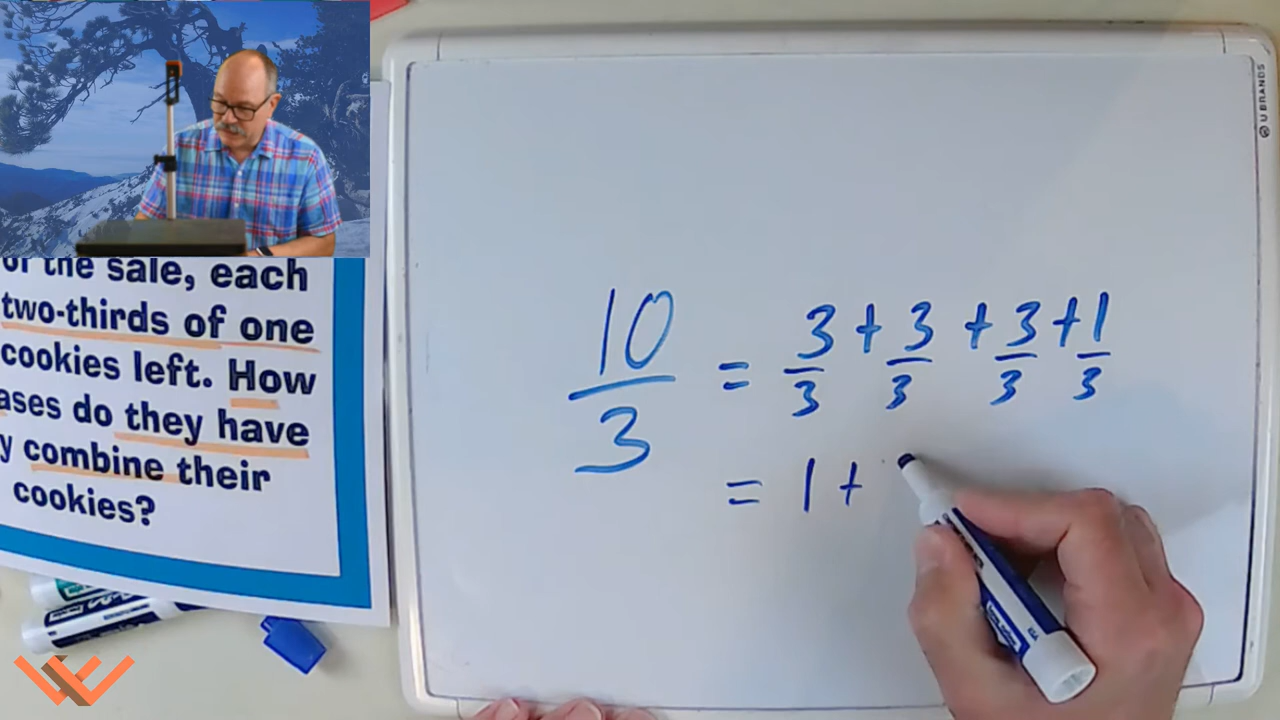 of the sale, each
two-thirds of one
cookies left. How
ases do they have
y combine their
cookies?
10/3 = 3/3 + 3/3 + 3/3 + 1/3
= 1 +
U BRANDS